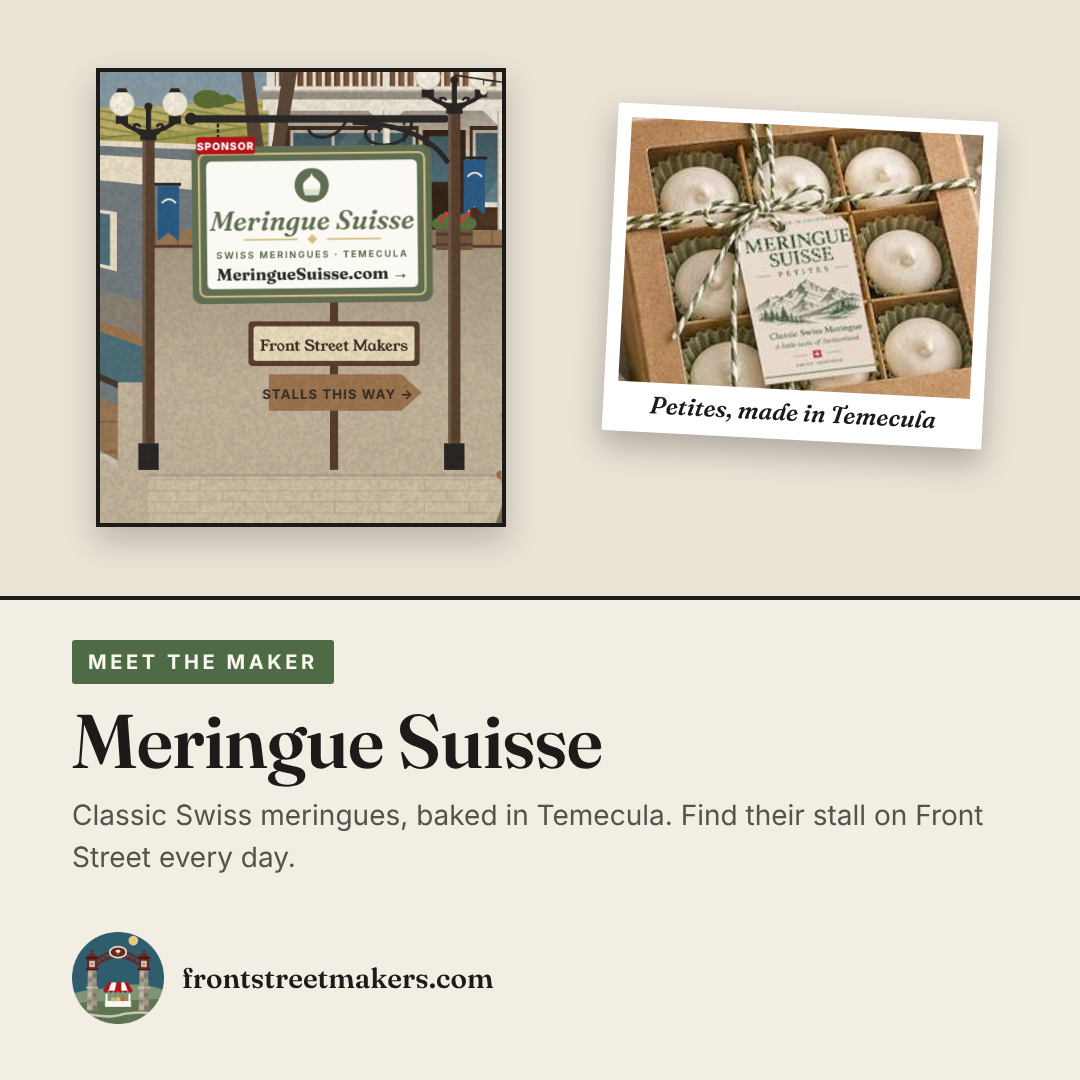 SPONSOR
Meringue Suisse
SWISS MERINGUES · TEMECULA
MeringueSuisse.com →
Front Street Makers
STALLS THIS WAY →
MERINGUE
SUISSE
PETITES
Classic Swiss Meringue
A little taste of Switzerland
Petites, made in Temecula
MEET THE MAKER
Meringue Suisse
Classic Swiss meringues, baked in Temecula. Find their stall on Front
Street every day.
frontstreetmakers.com